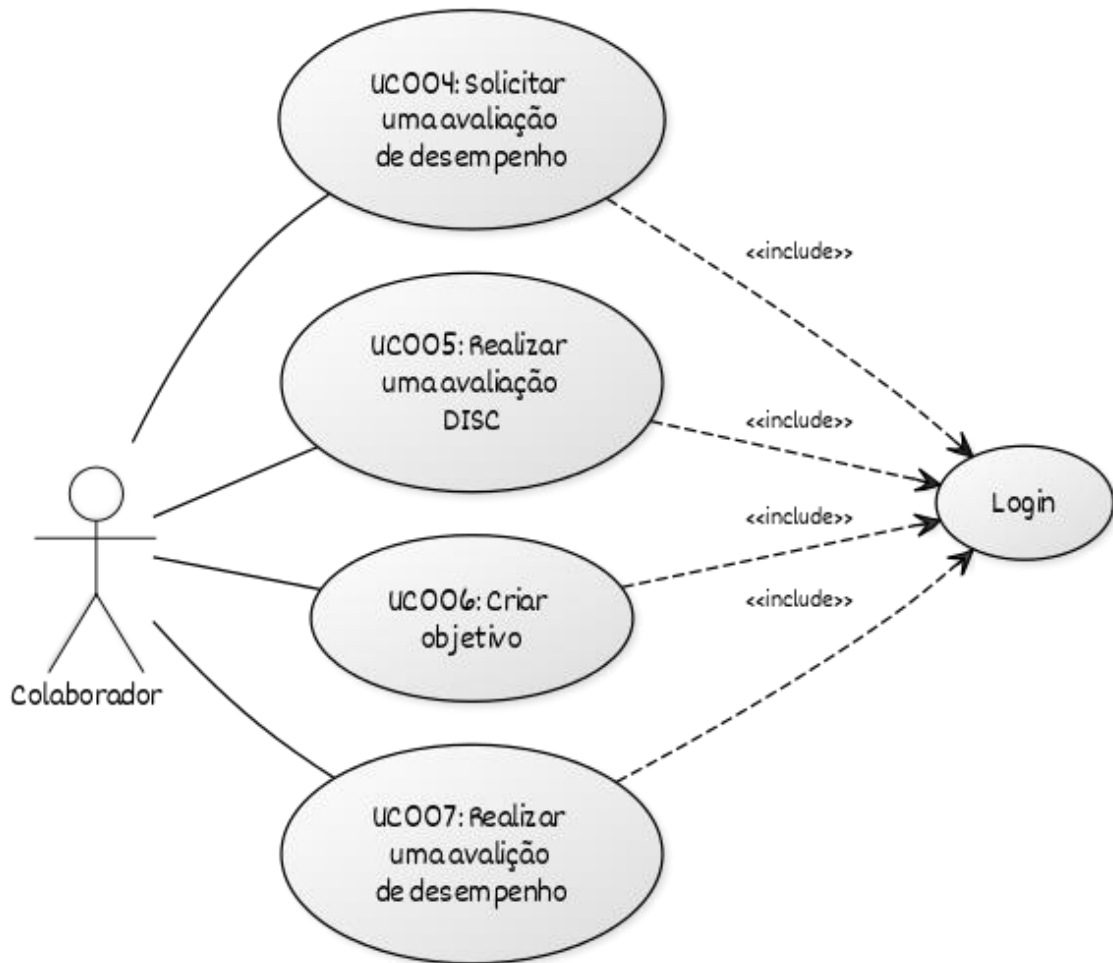 UC004: Solicitar
uma avaliação
de desempenho
<<include>>
UC005: Realizar
uma avaliação
DISC
<<include>>
Login
<<include>>
UC006: Criar
objetivo
<<include>>
Colaborador
UC007: Realizar
uma avalição
de desempenho